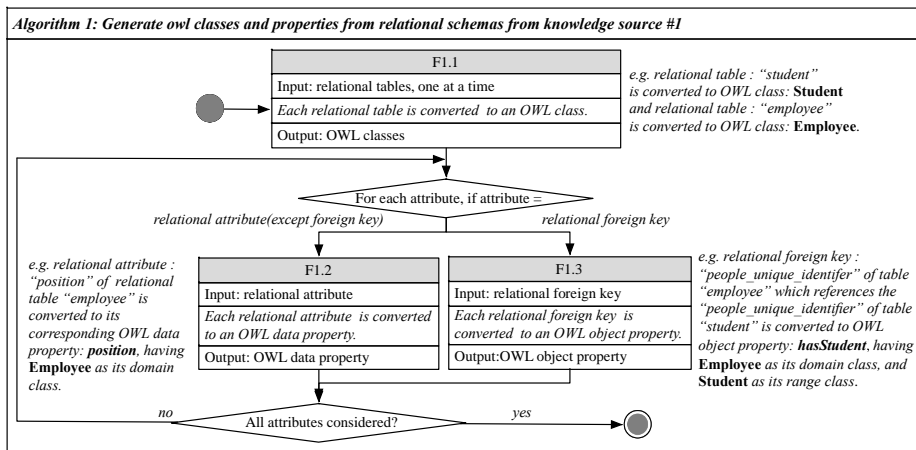 Algorithm 1: Generate owl classes and properties from relational schemas from knowledge source #1
F1.1
Input: relational tables, one at a time
Each relational table is converted to an OWL class.
Output: OWL classes
e.g. relational table : “student”
is converted to OWL class: Student
and relational table : “employee”
is converted to OWL class: Employee.
For each attribute, if attribute =
relational attribute(except foreign key)
relational foreign key
e.g. relational attribute :
“position” of relational
table “employee” is
converted to its
corresponding OWL data
property: position, having
Employee as its domain
class.
F1.2
Input: relational attribute
Each relational attribute is converted
to an OWL data property.
Output: OWL data property
F1.3
Input: relational foreign key
Each relational foreign key is
converted to an OWL object property.
Output:OWL object property
e.g. relational foreign key :
“people_unique_identifer” of table
“employee” which references the
“people_unique_identifier” of table
“student” is converted to OWL
object property: hasStudent, having
Employee as its domain class, and
Student as its range class.
no
All attributes considered?
yes